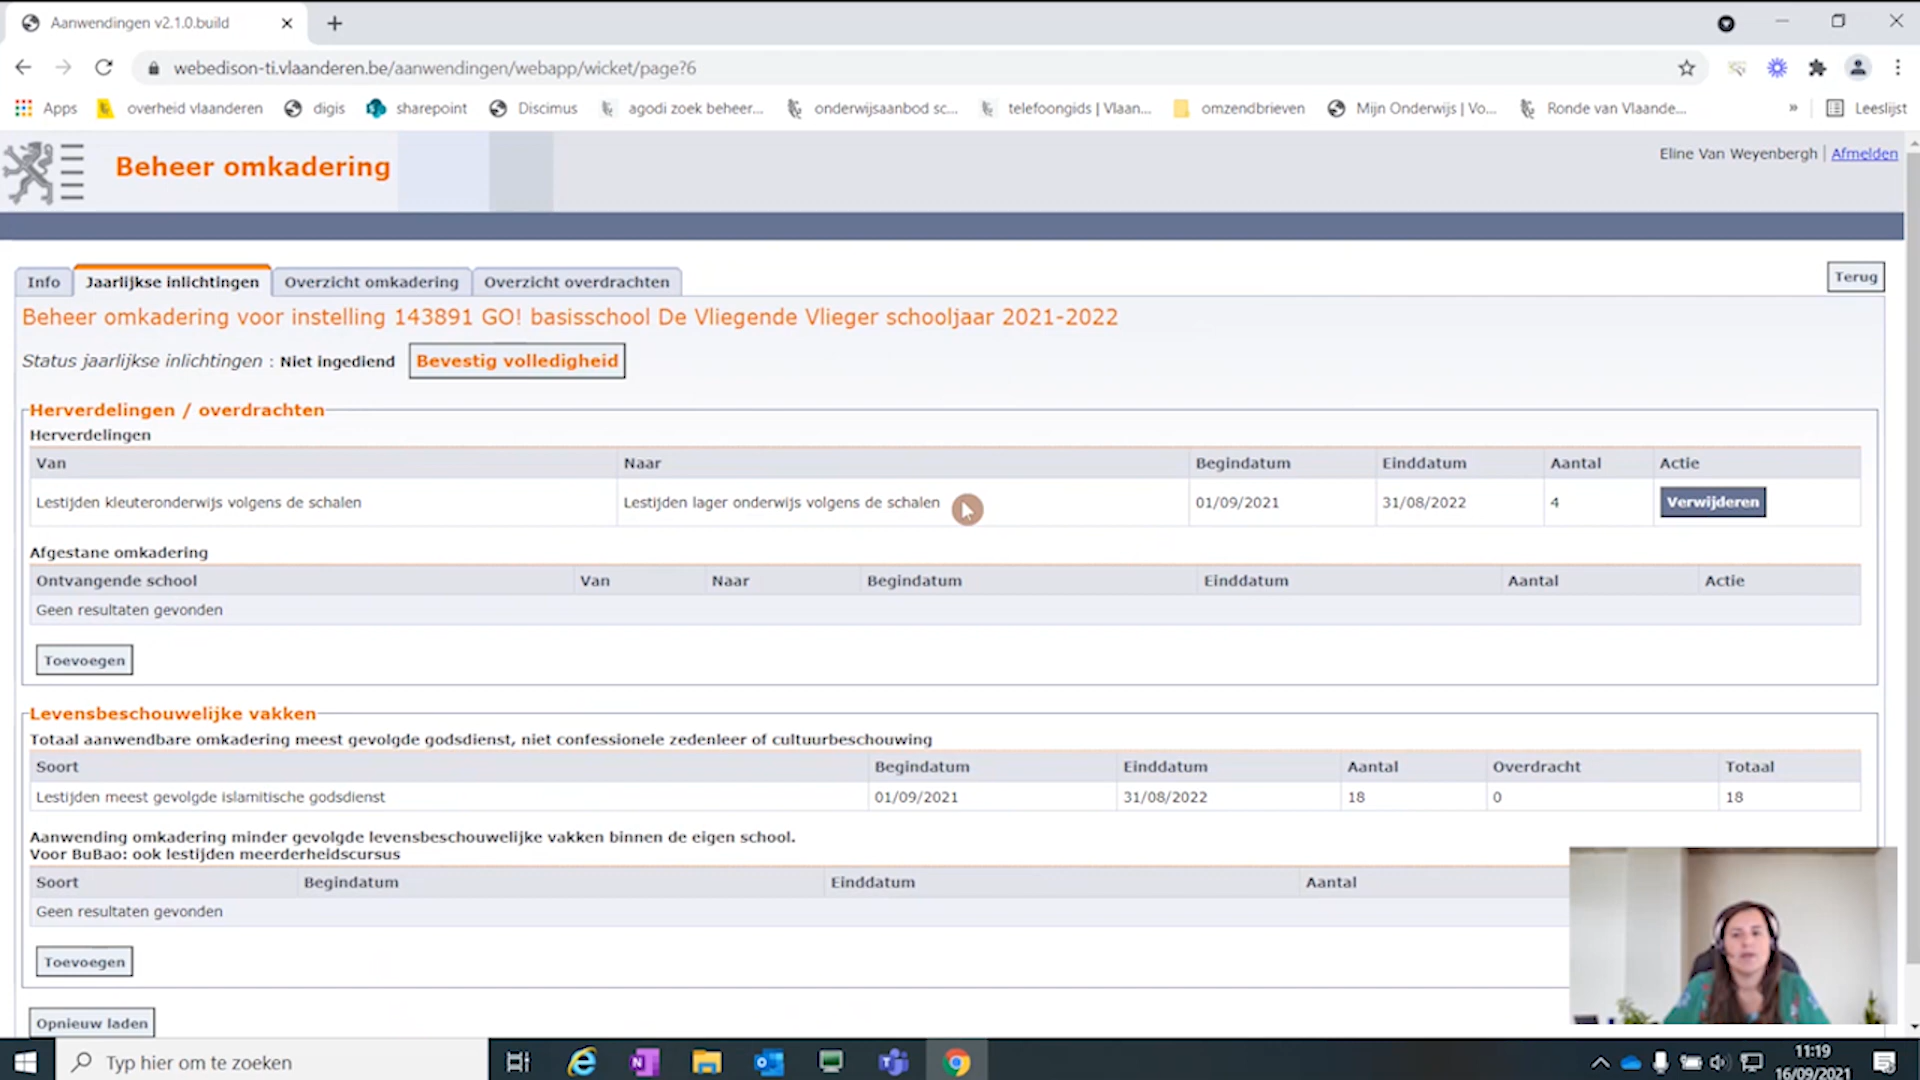 Aanwendingen v2.1.0.build
webedison-ti.vlaanderen.be/aanwendingen/webapp/wicket/page?6
Apps overheid vlaanderen digis sharepoint Discimus agodi zoek beheer... onderwijsaanbod sc... telefoongids | Vlaan... omzendbrieven Mijn Onderwijs | Vo... Ronde van Vlaande... » Leeslijst
Beheer omkadering
Eline Van Weyenbergh | Afmelden
Info Jaarlijkse inlichtingen Overzicht omkadering Overzicht overdrachten Terug
Beheer omkadering voor instelling 143891 GO! basisschool De Vliegende Vlieger schooljaar 2021-2022
Status jaarlijkse inlichtingen : Niet ingediend Bevestig volledigheid
Herverdelingen / overdrachten
Herverdelingen
Van Naar Begindatum Einddatum Aantal Actie
Lestijden kleuteronderwijs volgens de schalen Lestijden lager onderwijs volgens de schalen 01/09/2021 31/08/2022 4 Verwijderen
Afgestane omkadering
Ontvangende school Van Naar Begindatum Einddatum Aantal Actie
Geen resultaten gevonden
Toevoegen
Levensbeschouwelijke vakken
Totaal aanwendbare omkadering meest gevolgde godsdienst, niet confessionele zedenleer of cultuurbeschouwing
Soort Begindatum Einddatum Aantal Overdracht Totaal
Lestijden meest gevolgde islamitische godsdienst 01/09/2021 31/08/2022 18 0 18
Aanwending omkadering minder gevolgde levensbeschouwelijke vakken binnen de eigen school.
Voor BuBao: ook lestijden meerderheidscursus
Soort Begindatum Einddatum Aantal
Geen resultaten gevonden
Toevoegen
Opnieuw laden
Typ hier om te zoeken
11:19
16/09/2021